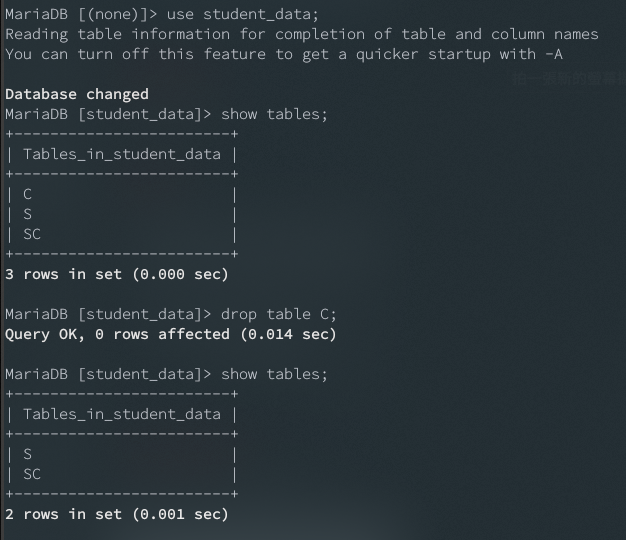 MariaDB [(none)]> use student_data;
Reading table information for completion of table and column names
You can turn off this feature to get a quicker startup with -A
Database changed
MariaDB [student_data]> show tables;
+------------------------+
| Tables_in_student_data |
+------------------------+
| C                      |
| S                      |
| SC                     |
+------------------------+
3 rows in set (0.000 sec)
MariaDB [student_data]> drop table C;
Query OK, 0 rows affected (0.014 sec)
MariaDB [student_data]> show tables;
+------------------------+
| Tables_in_student_data |
+------------------------+
| S                      |
| SC                     |
+------------------------+
2 rows in set (0.001 sec)